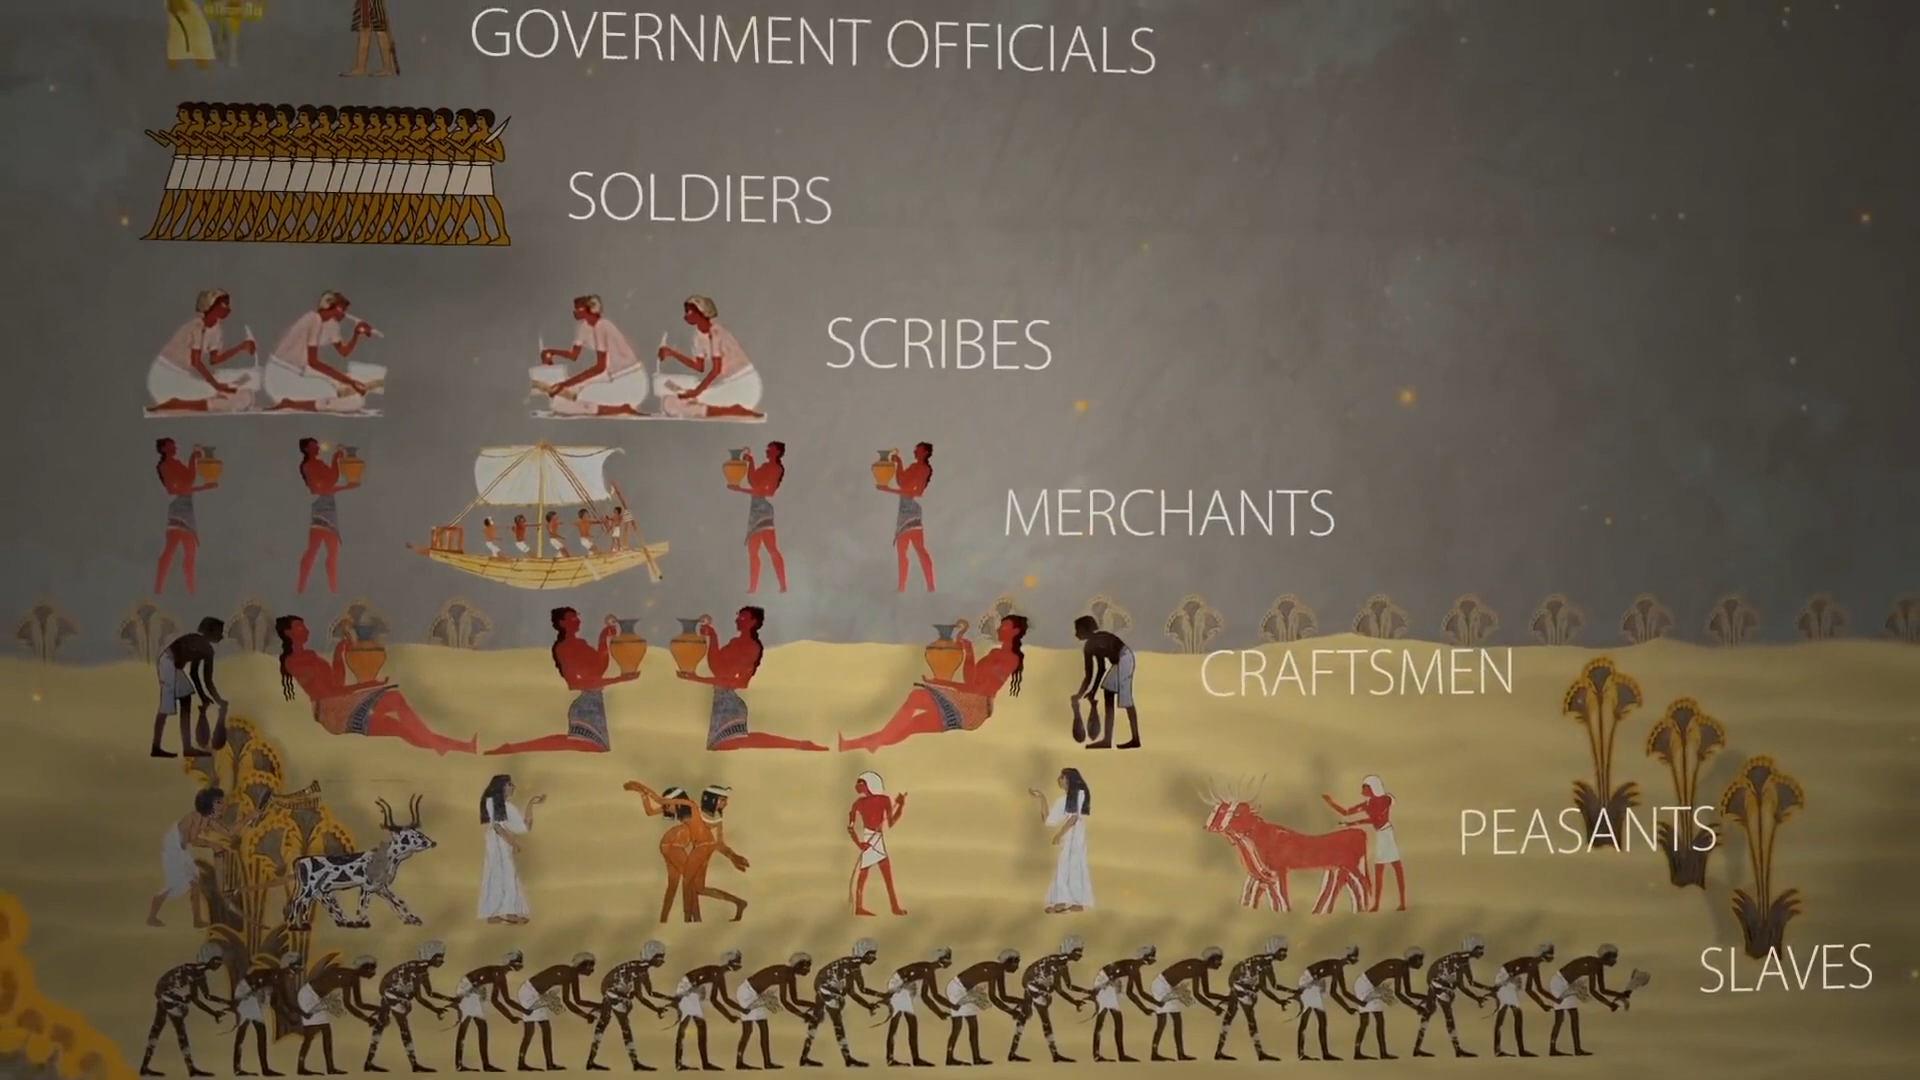 GOVERNMENT OFFICIALS
SOLDIERS
SCRIBES
MERCHANTS
CRAFTSMEN
PEASANTS
SLAVES